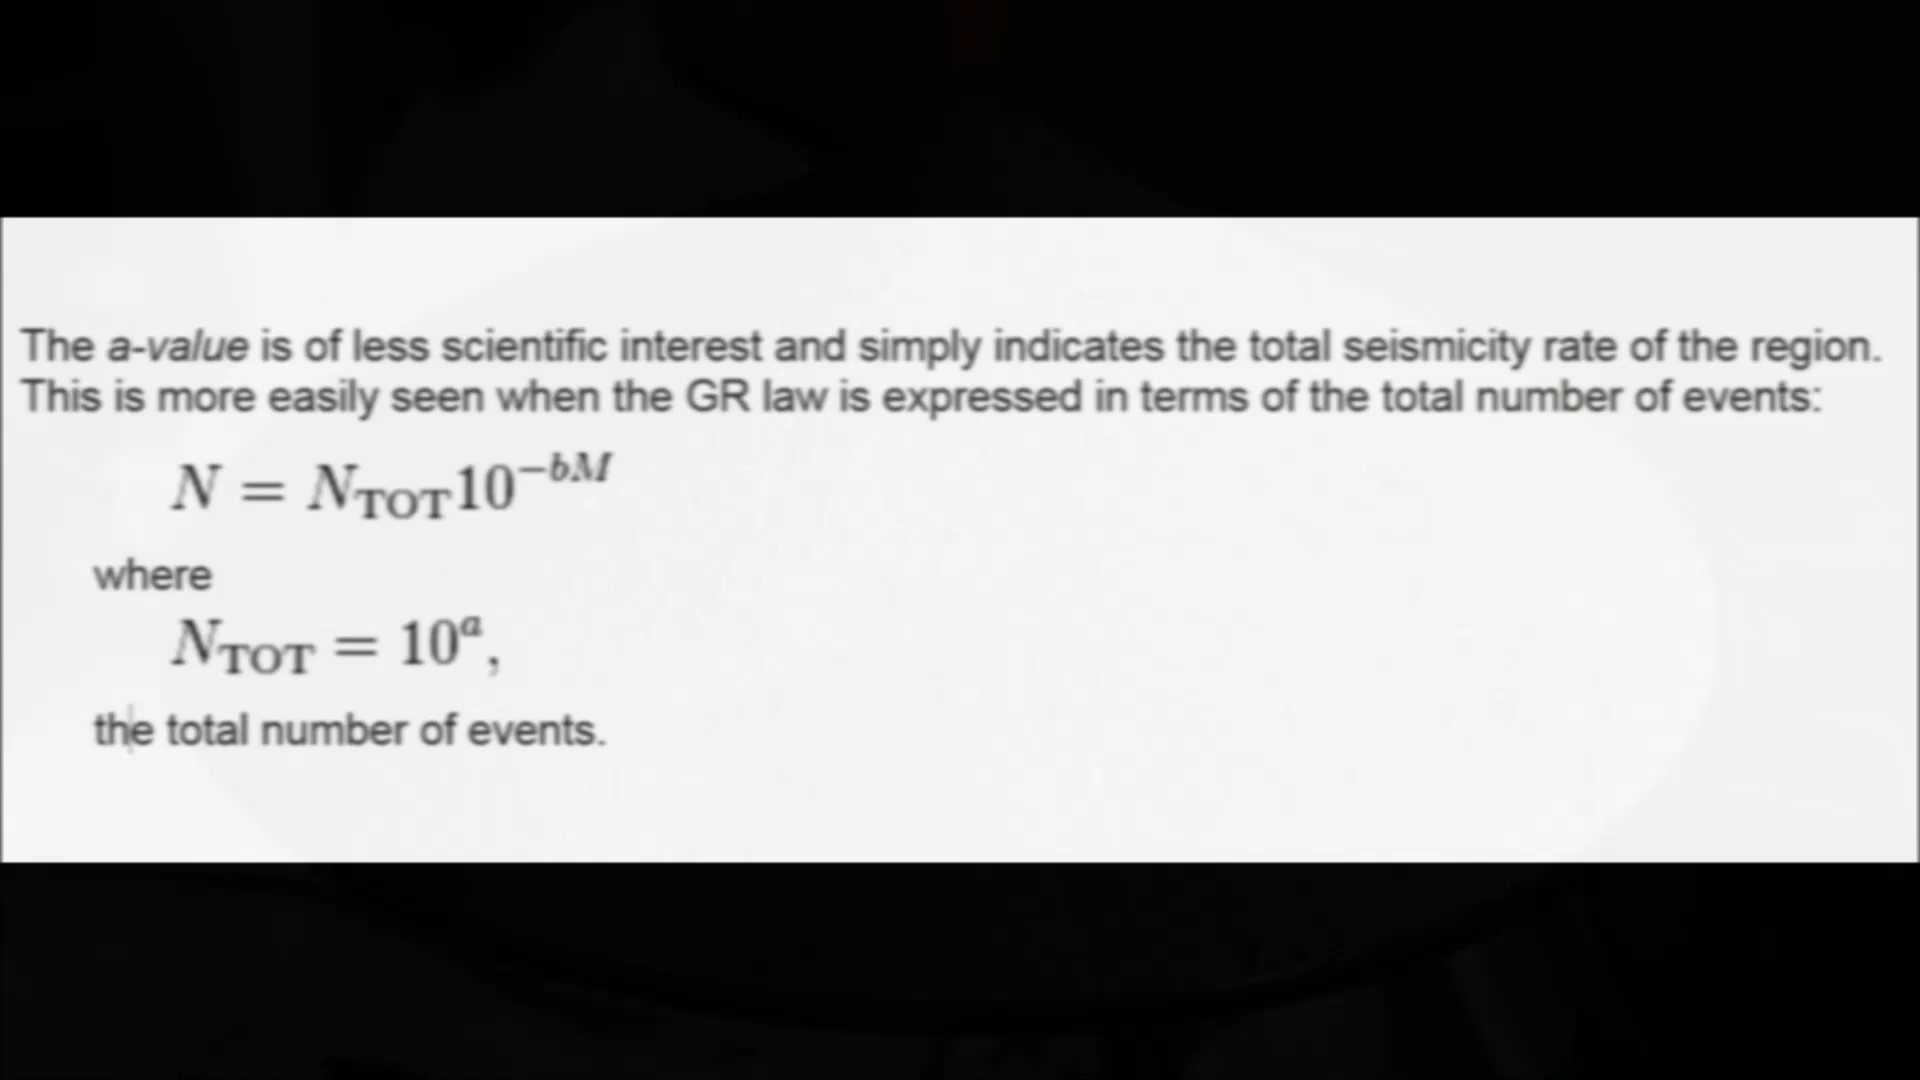 The a-value is of less scientific interest and simply indicates the total seismicity rate of the region.
This is more easily seen when the GR law is expressed in terms of the total number of events:
N = N_TOT 10^{-bM}
where
N_TOT = 10^a,
the total number of events.